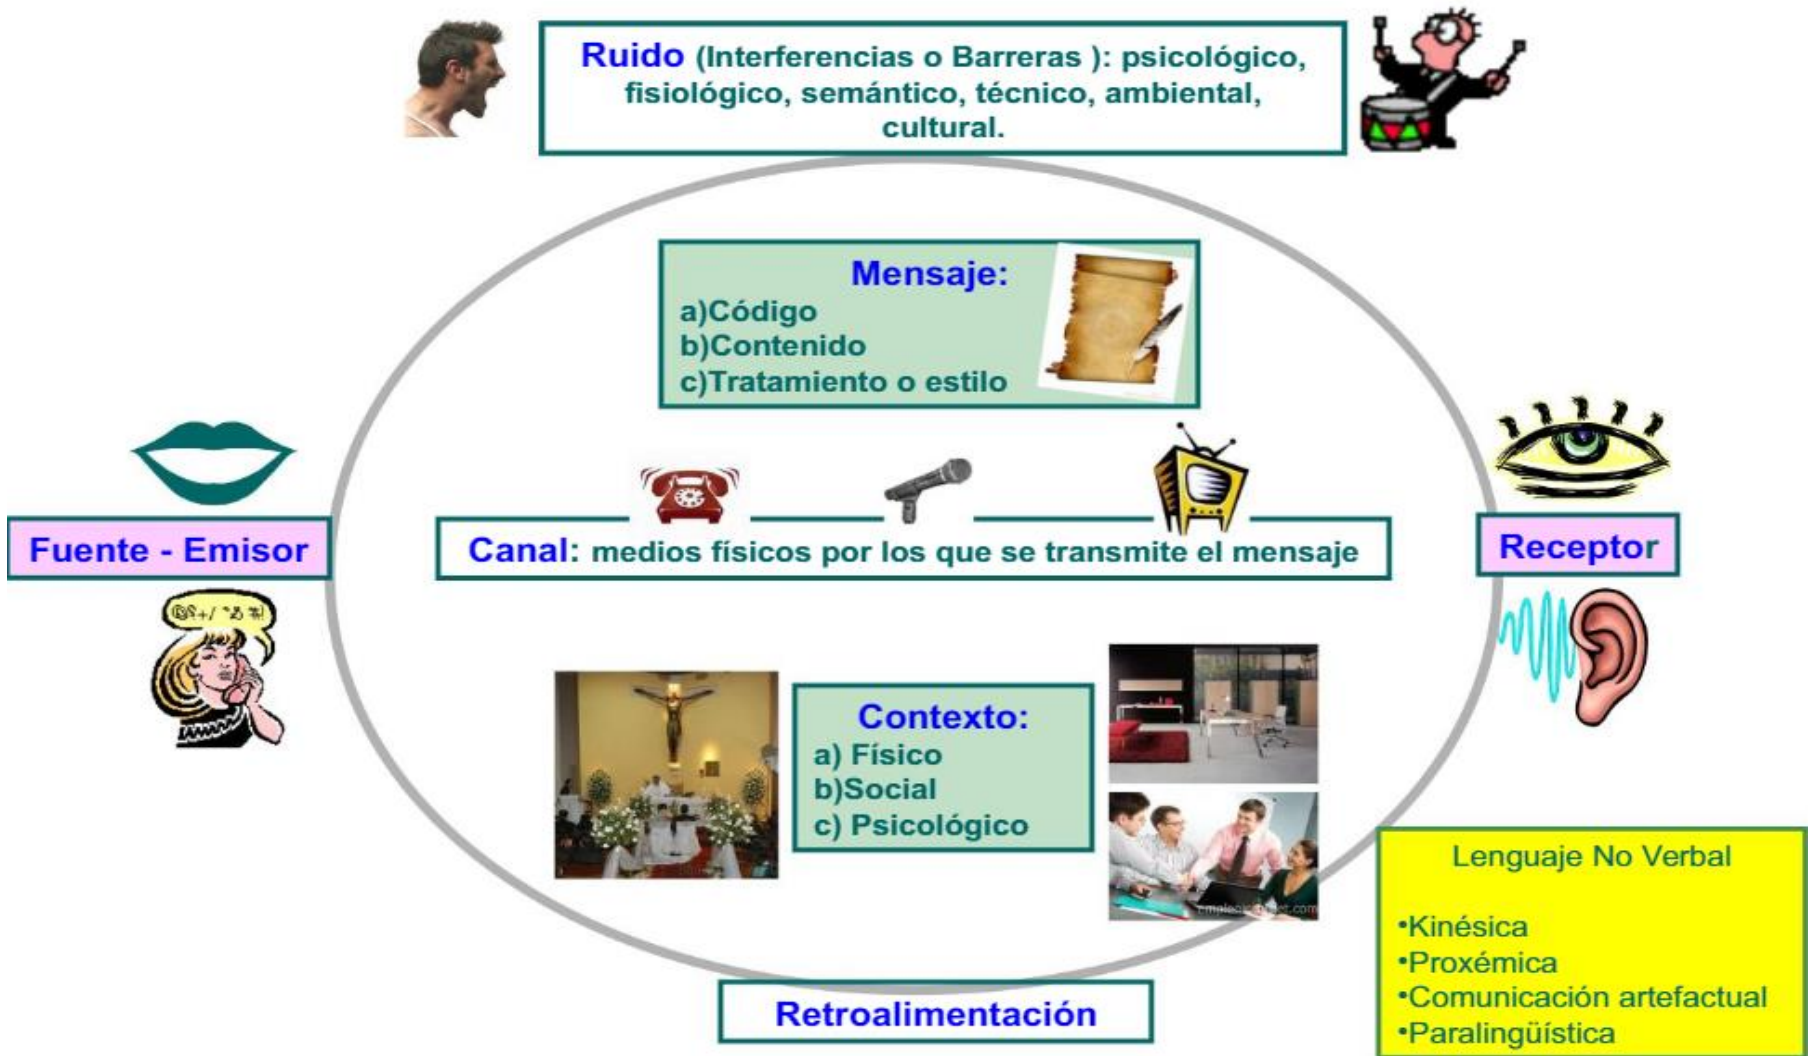 Ruido (Interferencias o Barreras ): psicológico,
fisiológico, semántico, técnico, ambiental,
cultural.
Mensaje:
a)Código
b)Contenido
c)Tratamiento o estilo
Fuente - Emisor
Canal: medios físicos por los que se transmite el mensaje
Receptor
Contexto:
a) Físico
b)Social
c) Psicológico
Lenguaje No Verbal
•Kinésica
•Proxémica
•Comunicación artefactual
•Paralingüística
Retroalimentación